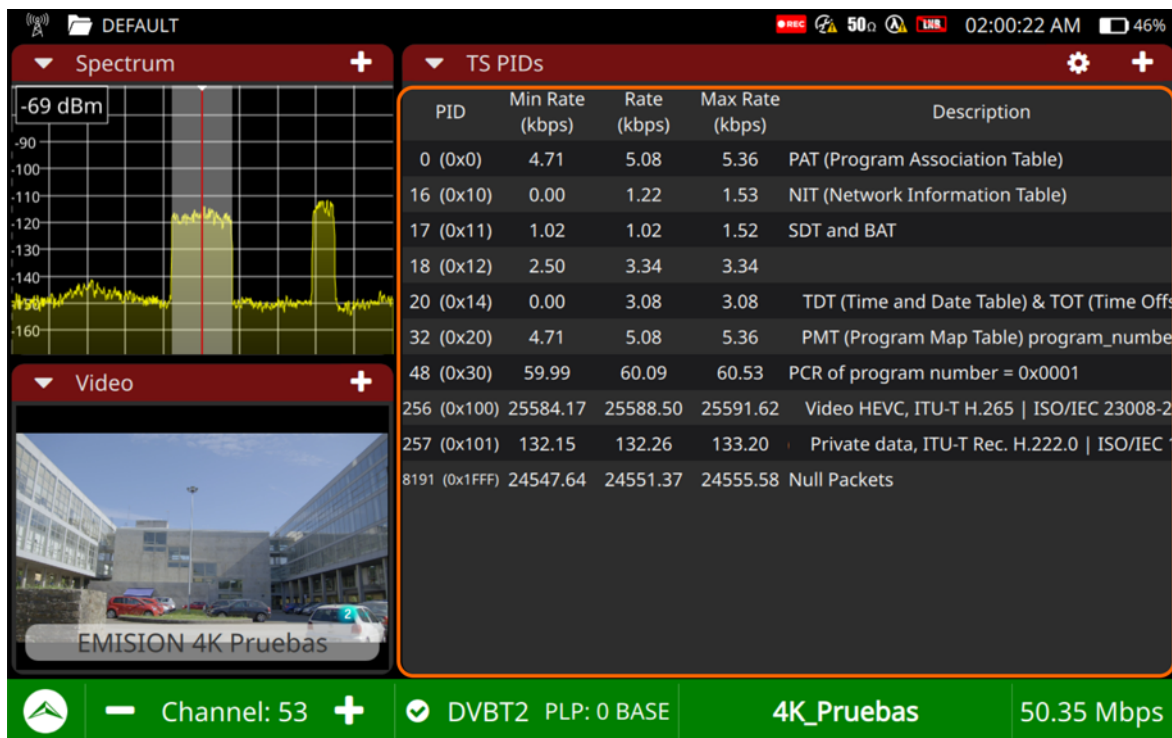 DEFAULT
REC 50Ω LNB 02:00:22 AM 46%
Spectrum
-69 dBm
-90
-100
-110
-120
-130
-140
-150
-160
Video
EMISION 4K Pruebas
2
TS PIDs
PID Min Rate (kbps) Rate (kbps) Max Rate (kbps) Description
0 (0x0) 4.71 5.08 5.36 PAT (Program Association Table)
16 (0x10) 0.00 1.22 1.53 NIT (Network Information Table)
17 (0x11) 1.02 1.02 1.52 SDT and BAT
18 (0x12) 2.50 3.34 3.34
20 (0x14) 0.00 3.08 3.08 TDT (Time and Date Table) & TOT (Time Offs
32 (0x20) 4.71 5.08 5.36 PMT (Program Map Table) program_numbe
48 (0x30) 59.99 60.09 60.53 PCR of program number = 0x0001
256 (0x100) 25584.17 25588.50 25591.62 Video HEVC, ITU-T H.265 | ISO/IEC 23008-2
257 (0x101) 132.15 132.26 133.20 Private data, ITU-T Rec. H.222.0 | ISO/IEC 1
8191 (0x1FFF) 24547.64 24551.37 24555.58 Null Packets
Channel: 53 DVBT2 PLP: 0 BASE 4K_Pruebas 50.35 Mbps